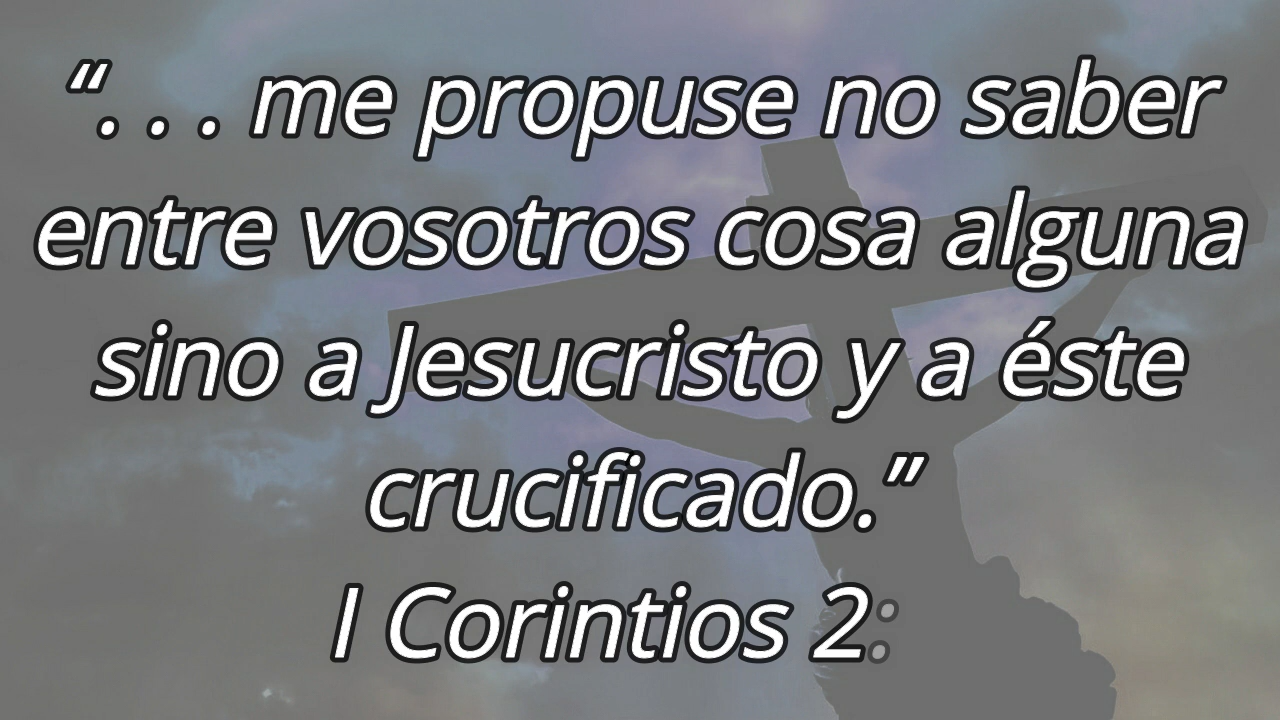 “. . . me propuse no saber
entre vosotros cosa alguna
sino a Jesucristo y a éste
crucificado.”
I Corintios 2: